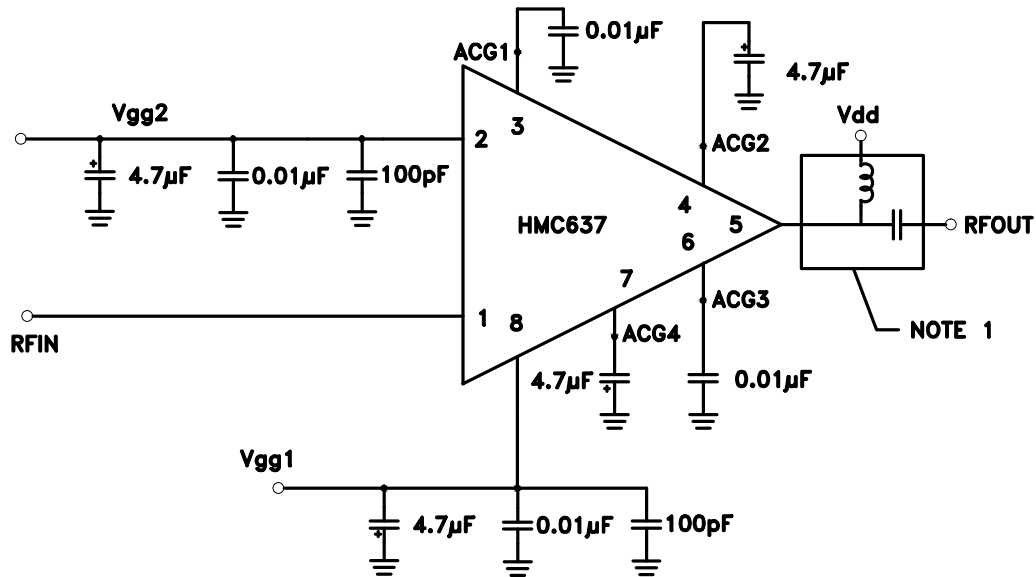 ACG1
0.01μF
4.7μF
Vgg2
3
2
4.7μF
0.01μF
100pF
ACG2
Vdd
4
HMC637
5
RFOUT
6
7
ACG3
1
8
RFIN
ACG4
NOTE 1
4.7μF
0.01μF
Vgg1
4.7μF
0.01μF
100pF
+
+
+
+